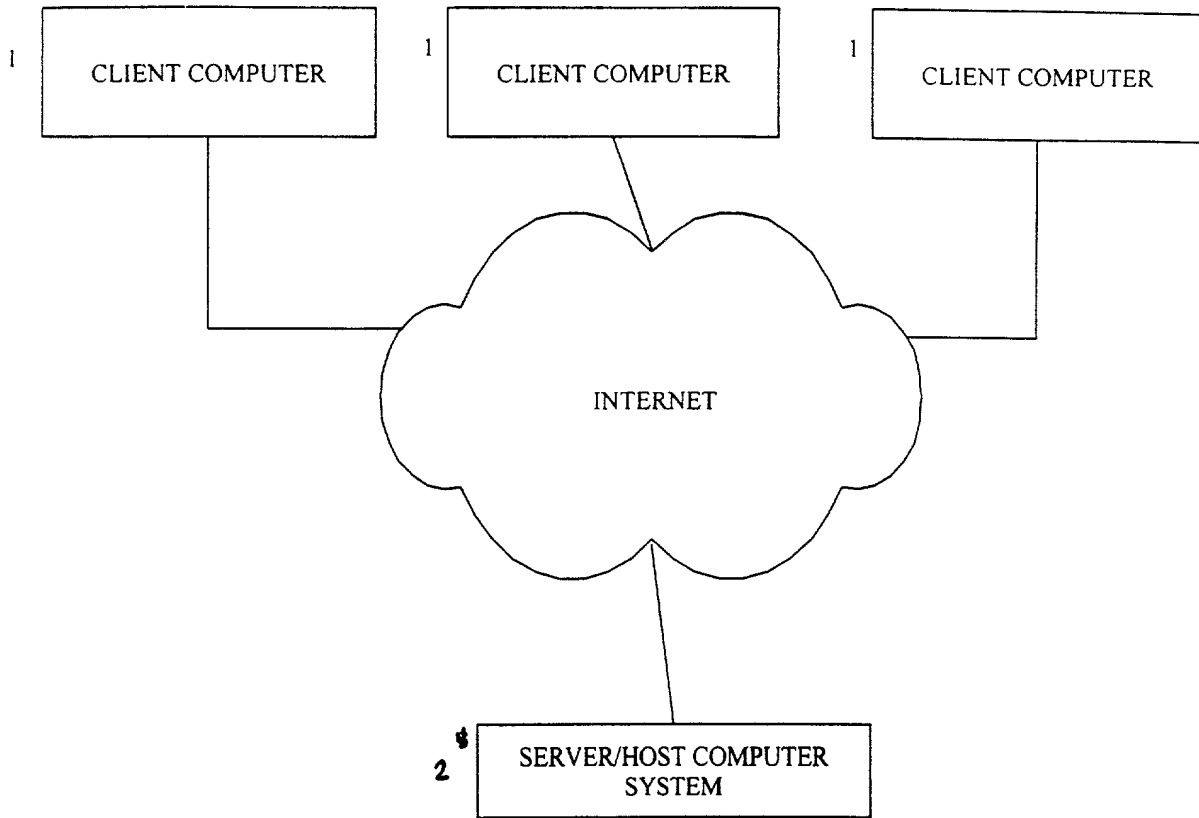 1
CLIENT COMPUTER
1
CLIENT COMPUTER
1
CLIENT COMPUTER
INTERNET
2
SERVER/HOST COMPUTER
SYSTEM